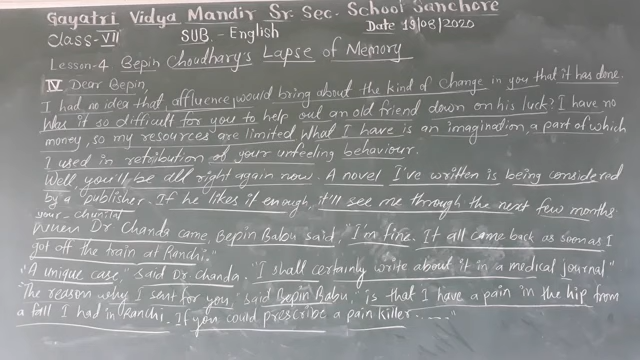 Gayatri Vidya Mandir Sr. Sec. School Sanchore
Date 19/08/2020
Class-VII SUB. - English
Lesson-4. Bepin Choudhary's Lapse of Memory
IV Dear Bepin,
I had no idea that affluence would bring about the kind of change in you that it has done.
Was it so difficult for you to help out an old friend down on his luck? I have no
money, so my resources are limited. What I have is an imagination, a part of which
I used in retribution of your unfeeling behaviour.
Well you'll be all right again now. A novel I've written is being considered
by a publisher. If he likes it enough, it'll see me through the next few months.
your - chunilal
When Dr Chanda came, Bepin Babu said, I'm fine. It all came back as soon as I
got off the train at Ranchi."
"A unique case," said Dr. Chanda. "I shall certainly write about it in a medical journal"
"The reason why I sent for you," said Bepin Babu, "is that I have a pain in the hip from
a fall I had in Ranchi. If you could prescribe a pain killer ......"